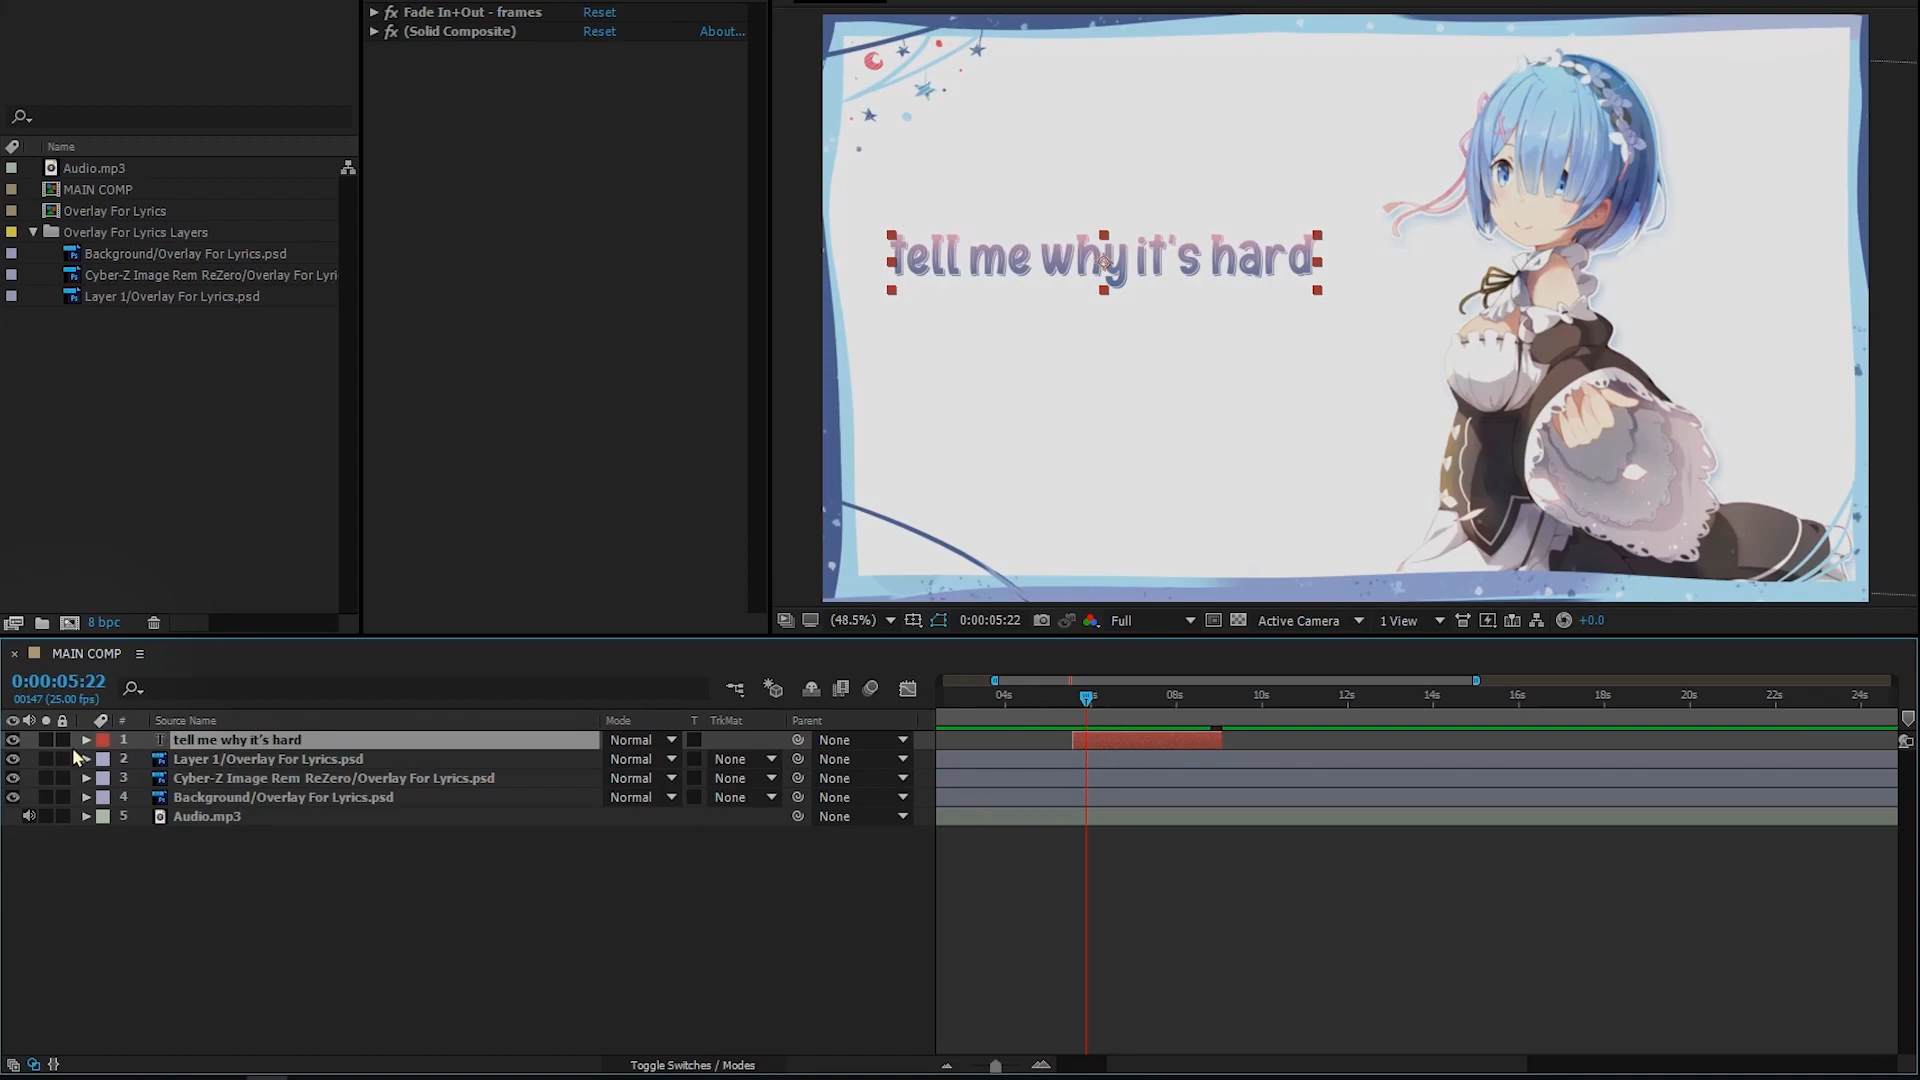 Fade In+Out - frames Reset
(Solid Composite) Reset About...
Name
Audio.mp3
MAIN COMP
Overlay For Lyrics
Overlay For Lyrics Layers
Background/Overlay For Lyrics.psd
Cyber-Z Image Rem ReZero/Overlay For Lyri
Layer 1/Overlay For Lyrics.psd
8 bpc
tell me why it's hard
(48.5%) 0:00:05:22 Full Active Camera 1 View +0.0
MAIN COMP
0:00:05:22
00147 (25.00 fps)
04s 08s 10s 12s 14s 16s 18s 20s 22s 24s
# Source Name Mode T TrkMat Parent
1 T tell me why it's hard Normal None
2 Layer 1/Overlay For Lyrics.psd Normal None None
3 Cyber-Z Image Rem ReZero/Overlay For Lyrics.psd Normal None None
4 Background/Overlay For Lyrics.psd Normal None None
5 Audio.mp3 None
Toggle Switches / Modes